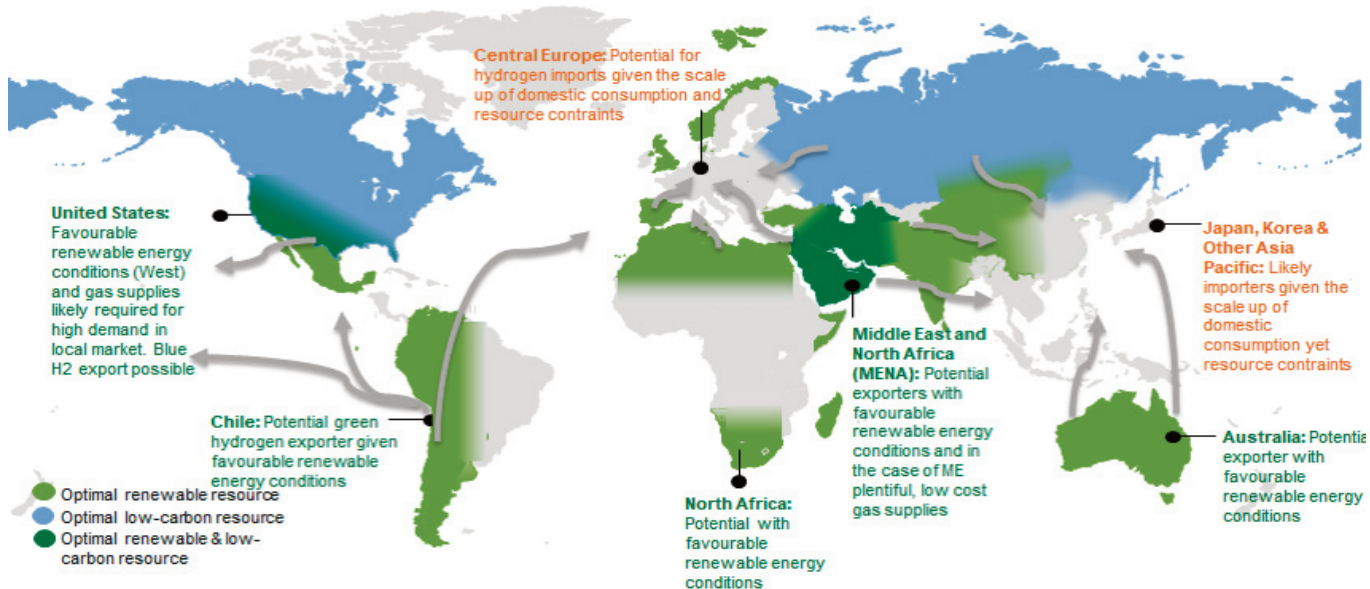 Central Europe: Potential for
hydrogen imports given the scale
up of domestic consumption and
resource contraints
United States:
Favourable
renewable energy
conditions (West)
and gas supplies
likely required for
high demand in
local market. Blue
H2 export possible
Japan, Korea &
Other Asia
Pacific: Likely
importers given the
scale up of
domestic
consumption yet
resource contraints
Middle East and
North Africa
(MENA): Potential
exporters with
favourable
renewable energy
conditions and in
the case of ME
plentiful, low cost
gas supplies
Chile: Potential green
hydrogen exporter given
favourable renewable
energy conditions
Australia: Potential
exporter with
favourable
renewable energy
conditions
North Africa:
Potential with
favourable
renewable energy
conditions
Optimal renewable resource
Optimal low-carbon resource
Optimal renewable & low-
carbon resource